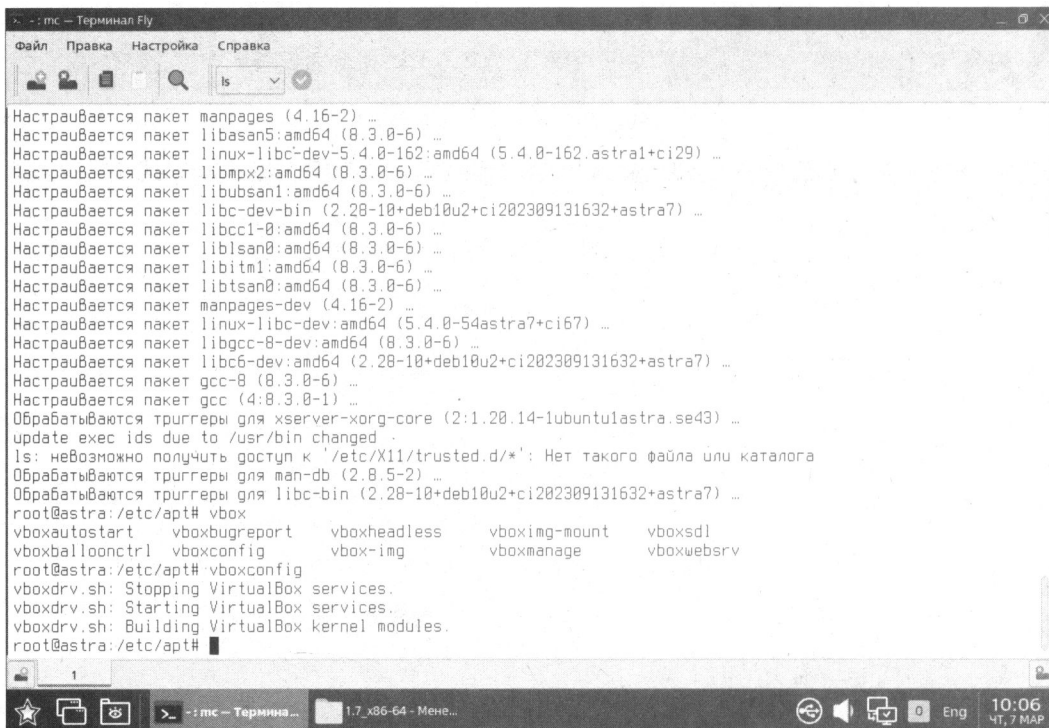 - : mc — Терминал Fly
Файл Правка Настройка Справка
ls
Настраивается пакет manpages (4.16-2) …
Настраивается пакет libasan5:amd64 (8.3.0-6) …
Настраивается пакет linux-libc-dev-5.4.0-162:amd64 (5.4.0-162.astra1+ci29) …
Настраивается пакет libmpx2:amd64 (8.3.0-6) …
Настраивается пакет libubsan1:amd64 (8.3.0-6) …
Настраивается пакет libc-dev-bin (2.28-10+deb10u2+ci202309131632+astra7) …
Настраивается пакет libcc1-0:amd64 (8.3.0-6) …
Настраивается пакет liblsan0:amd64 (8.3.0-6) …
Настраивается пакет libitm1:amd64 (8.3.0-6) …
Настраивается пакет libtsan0:amd64 (8.3.0-6) …
Настраивается пакет manpages-dev (4.16-2) …
Настраивается пакет linux-libc-dev:amd64 (5.4.0-54astra7+ci67) …
Настраивается пакет libgcc-8-dev:amd64 (8.3.0-6) …
Настраивается пакет libc6-dev:amd64 (2.28-10+deb10u2+ci202309131632+astra7) …
Настраивается пакет gcc-8 (8.3.0-6) …
Настраивается пакет gcc (4:8.3.0-1) …
Обрабатываются триггеры для xserver-xorg-core (2:1.20.14-1ubuntu1astra.se43) …
update exec ids due to /usr/bin changed
ls: невозможно получить доступ к '/etc/X11/trusted.d/*': Нет такого файла или каталога
Обрабатываются триггеры для man-db (2.8.5-2) …
Обрабатываются триггеры для libc-bin (2.28-10+deb10u2+ci202309131632+astra7) …
root@astra:/etc/apt# vbox
vboxautostart vboxbugreport vboxheadless vboximg-mount vboxsdl
vboxballoonctrl vboxconfig vbox-img vboxmanage vboxwebsrv
root@astra:/etc/apt# vboxconfig
vboxdrv.sh: Stopping VirtualBox services.
vboxdrv.sh: Starting VirtualBox services.
vboxdrv.sh: Building VirtualBox kernel modules.
root@astra:/etc/apt#
1
- : mc — Термина... 1.7_x86-64 - Мене... 0 Eng 10:06
ЧТ, 7 МАР